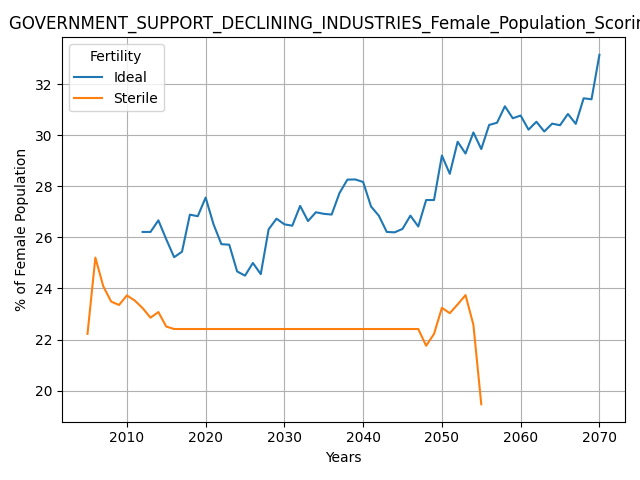 GOVERNMENT_SUPPORT_DECLINING_INDUSTRIES_Female_Population_Scorin
Fertility
Ideal
Sterile
% of Female Population
32
30
28
26
24
22
20
2010 2020 2030 2040 2050 2060 2070
Years